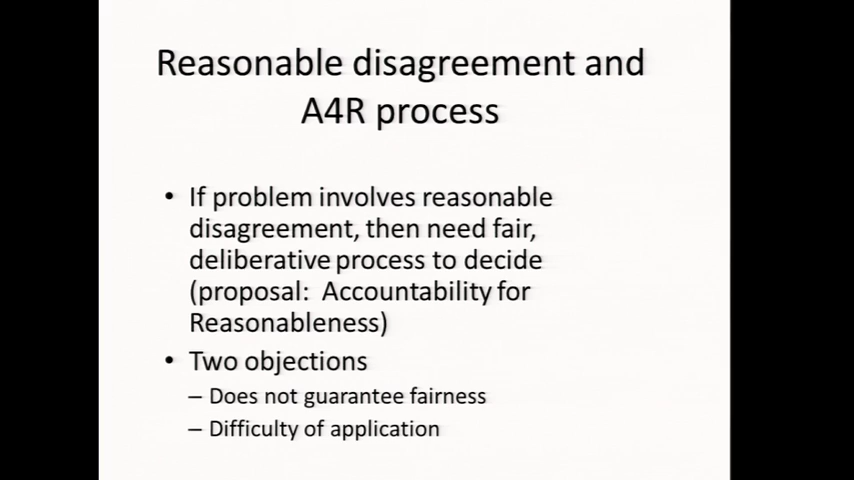 Reasonable disagreement and
A4R process
• If problem involves reasonable
disagreement, then need fair,
deliberative process to decide
(proposal: Accountability for
Reasonableness)
• Two objections
– Does not guarantee fairness
– Difficulty of application